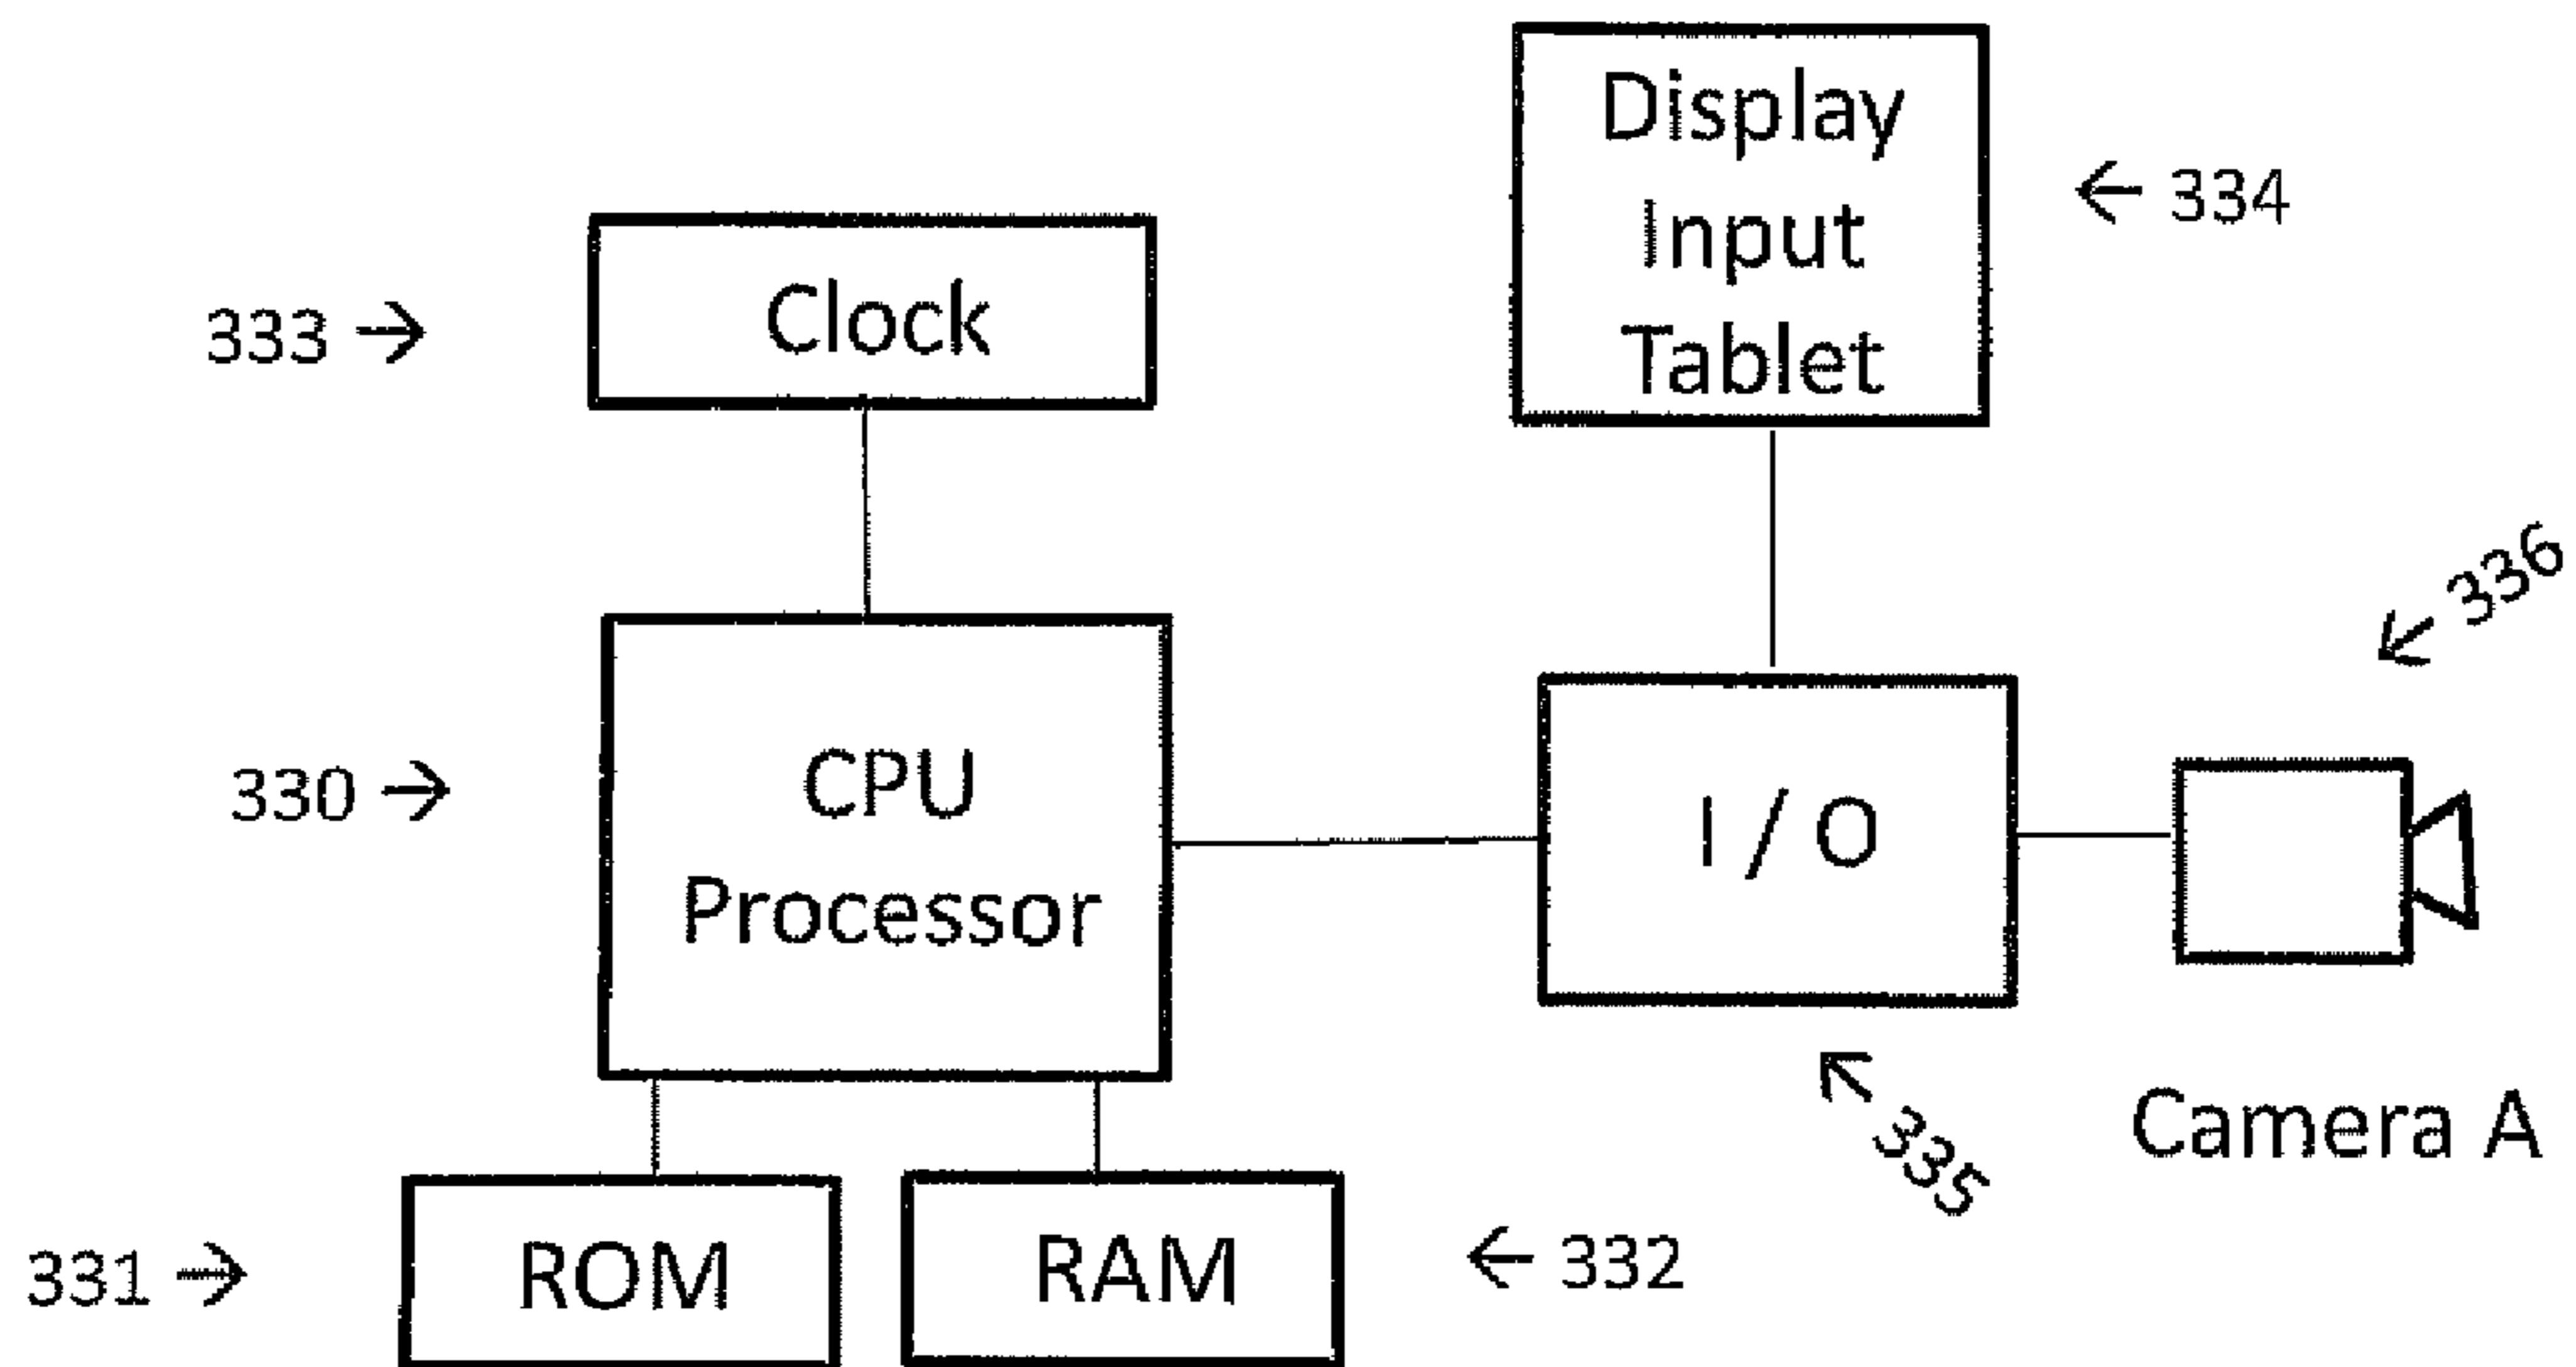 Display
Input
Tablet
← 334
Clock
333 →
← 336
CPU
Processor
330 →
I / O
← 335
Camera A
ROM
331 →
RAM
← 332